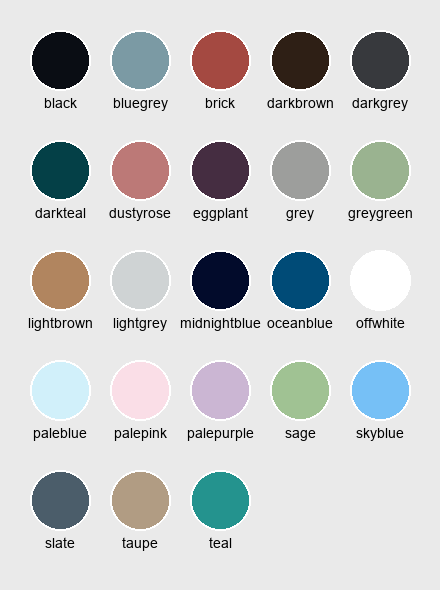 black bluegrey brick darkbrown darkgrey
darkteal dustyrose eggplant grey greygreen
lightbrown lightgrey midnightblue oceanblue offwhite
paleblue palepink palepurple sage skyblue
slate taupe teal